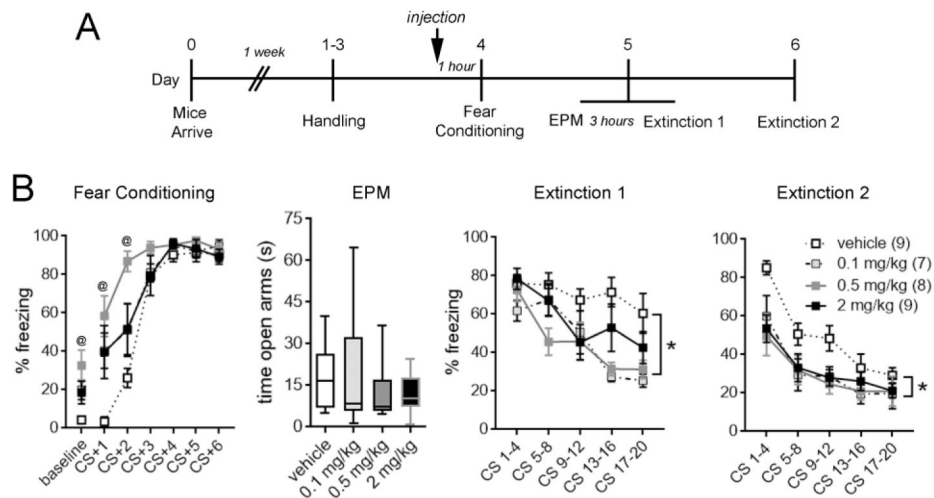 A
injection
0
1 week
1-3
1 hour
4
5
6
Day
Mice
Arrive
Handling
Fear
Conditioning
EPM 3 hours Extinction 1
Extinction 2
B
Fear Conditioning
% freezing
100
80
60
40
20
0
@
@
@
baseline
CS+1
CS+2
CS+3
CS+4
CS+5
CS+6
EPM
time open arms (s)
75
60
45
30
15
0
vehicle
0.1 mg/kg
0.5 mg/kg
2 mg/kg
Extinction 1
% freezing
100
80
60
40
20
0
*
CS 1-4
CS 5-8
CS 9-12
CS 13-16
CS 17-20
Extinction 2
100
80
60
40
20
0
vehicle (9)
0.1 mg/kg (7)
0.5 mg/kg (8)
2 mg/kg (9)
*
CS 1-4
CS 5-8
CS 9-12
CS 13-16
CS 17-20